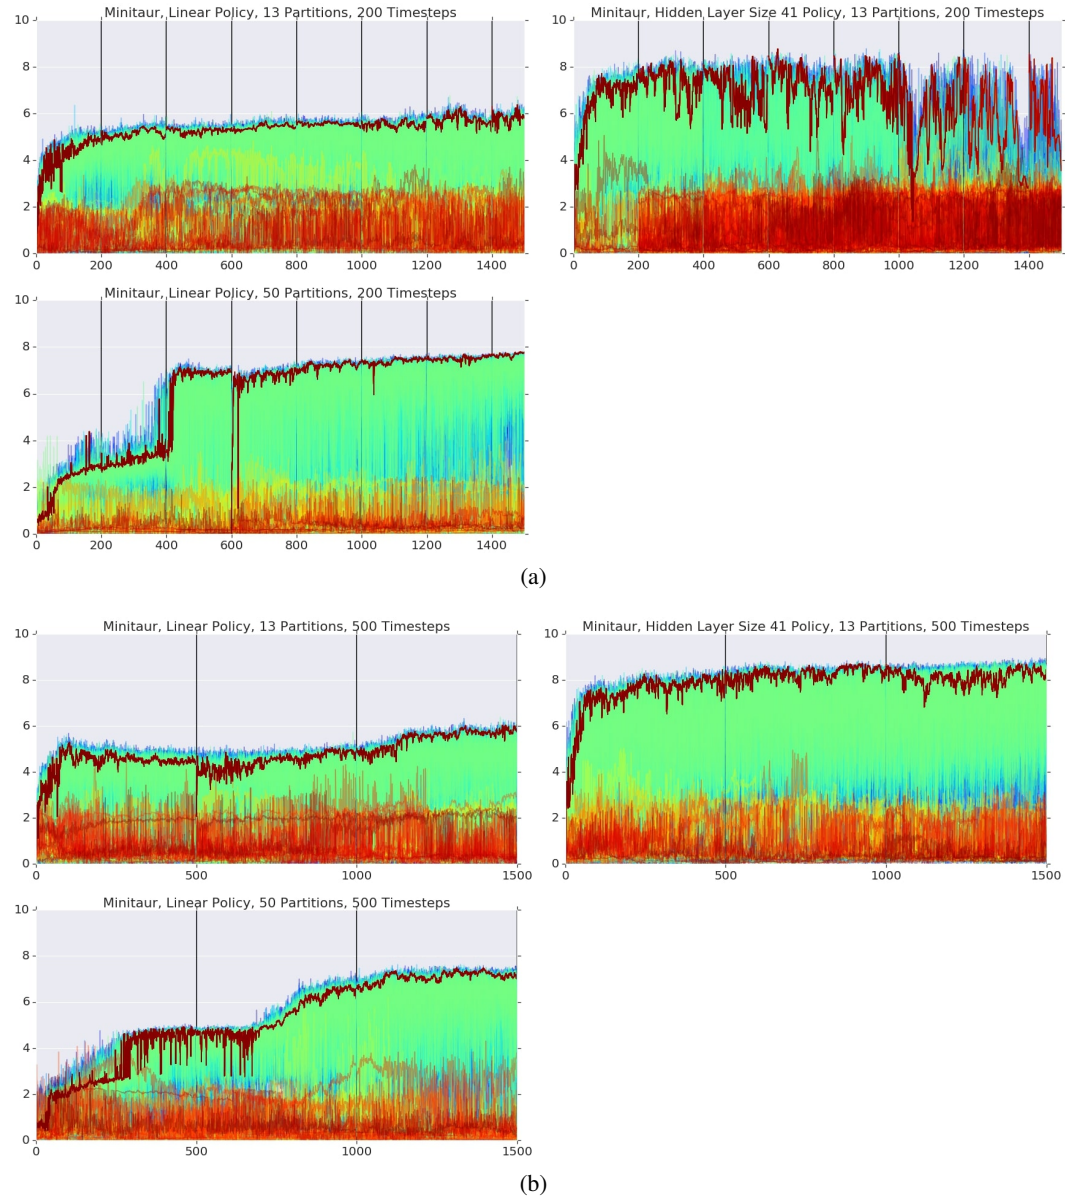 Minitaur, Linear Policy, 13 Partitions, 200 Timesteps
10
8
6
4
2
0
0 200 400 600 800 1000 1200 1400
Minitaur, Hidden Layer Size 41 Policy, 13 Partitions, 200 Timesteps
10
8
6
4
2
0
0 200 400 600 800 1000 1200 1400
Minitaur, Linear Policy, 50 Partitions, 200 Timesteps
10
8
6
4
2
0
0 200 400 600 800 1000 1200 1400
(a)
Minitaur, Linear Policy, 13 Partitions, 500 Timesteps
10
8
6
4
2
0
0 500 1000 1500
Minitaur, Hidden Layer Size 41 Policy, 13 Partitions, 500 Timesteps
10
8
6
4
2
0
0 500 1000 1500
Minitaur, Linear Policy, 50 Partitions, 500 Timesteps
10
8
6
4
2
0
0 500 1000 1500
(b)